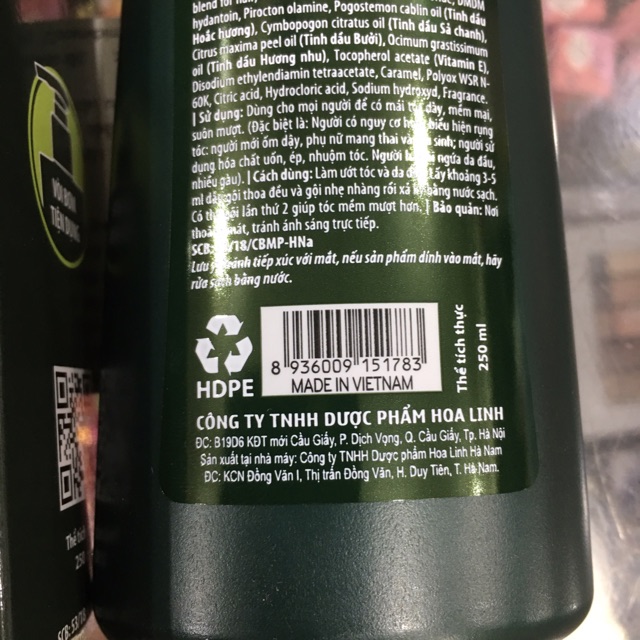 blend for hair
DMDM
hydantoin, Pirocton olamine, Pogostemon cablin oil (Tinh dầu
Hoắc hương), Cymbopogon citratus oil (Tinh dầu Sả chanh),
Citrus maxima peel oil (Tinh dầu Bưởi), Ocimum gratissimum
oil (Tinh dầu Hương nhu), Tocopherol acetate (Vitamin E),
Disodium ethylendiamin tetraacetate, Caramel, Polyox WSR N-
60K, Citric acid, Hydrocloric acid, Sodium hydroxyd, Fragrance.
| Sử dụng: Dùng cho mọi người để có mái tóc dày, mềm mại,
suôn mượt. (Đặc biệt là: Người có nguy cơ hoặc biểu hiện rụng
tóc: người mới ốm dậy, phụ nữ mang thai và sinh; người sử
dụng hóa chất uốn, ép, nhuộm tóc. Người ngứa da đầu,
nhiều gàu). | Cách dùng: Làm ướt tóc và da đầu, lấy khoảng 3-5
ml dầu gội thoa đều và gội nhẹ nhàng rồi xả bằng nước sạch.
Có thể gội lần thứ 2 giúp tóc mềm mượt hơn. | Bảo quản: Nơi
thoáng mát, tránh ánh sáng trực tiếp.
/18/CBMP-HNa
Lưu ý: tránh tiếp xúc với mắt, nếu sản phẩm dính vào mắt, hãy
rửa sạch bằng nước.
HDPE
8 936009 151783
MADE IN VIETNAM
Thể tích thực
250 ml
CÔNG TY TNHH DƯỢC PHẨM HOA LINH
ĐC: B19D6 KĐT mới Cầu Giấy, P. Dịch Vọng, Q. Cầu Giấy, Tp. Hà Nội
Sản xuất tại nhà máy: Công ty TNHH Dược phẩm Hoa Linh Hà Nam
ĐC: KCN Đồng Văn I, Thị trấn Đồng Văn, H. Duy Tiên, T. Hà Nam.
TIÊU DÙNG